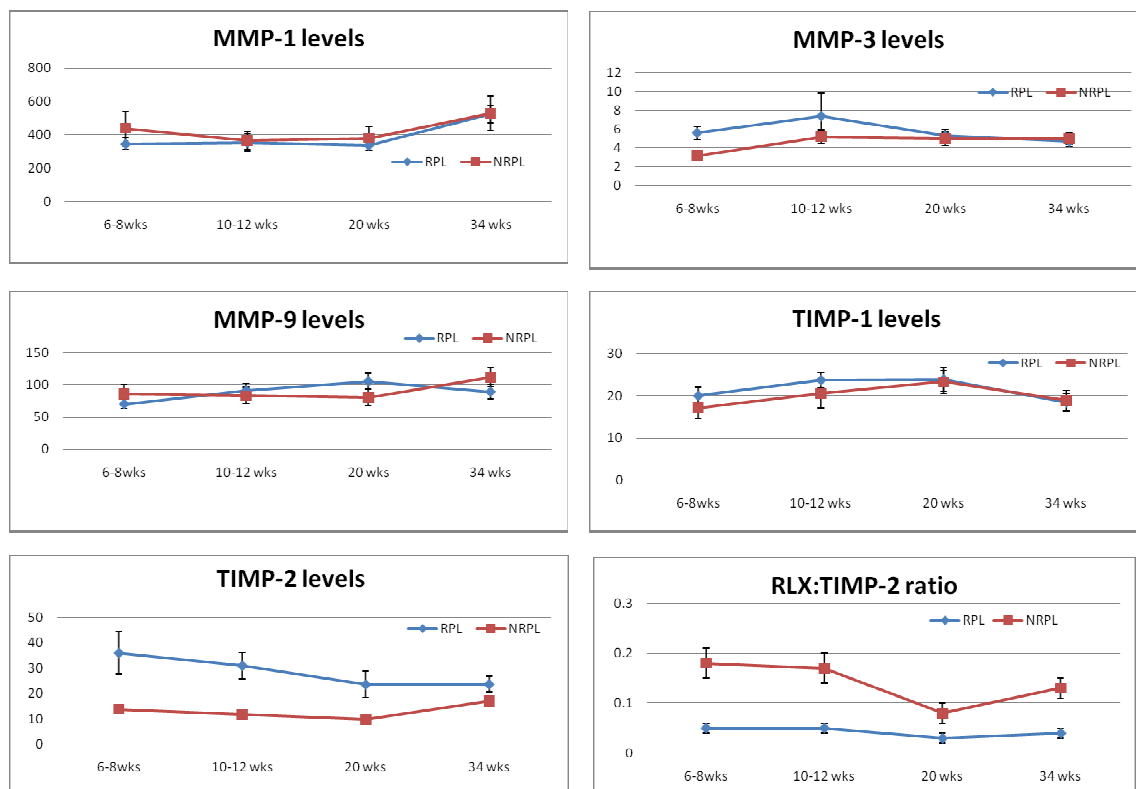 MMP-1 levels
800
600
400
200
0
RPL NRPL
6-8wks 10-12 wks 20 wks 34 wks
MMP-3 levels
12
10
8
6
4
2
0
RPL NRPL
6-8wks 10-12 wks 20 wks 34 wks
MMP-9 levels
RPL NRPL
150
100
50
0
6-8wks 10-12 wks 20 wks 34 wks
TIMP-1 levels
30
20
10
0
RPL NRPL
6-8wks 10-12 wks 20 wks 34 wks
TIMP-2 levels
50
40
30
20
10
0
RPL NRPL
6-8wks 10-12 wks 20 wks 34 wks
RLX:TIMP-2 ratio
0.3
0.2
0.1
0
RPL NRPL
6-8wks 10-12 wks 20 wks 34 wks